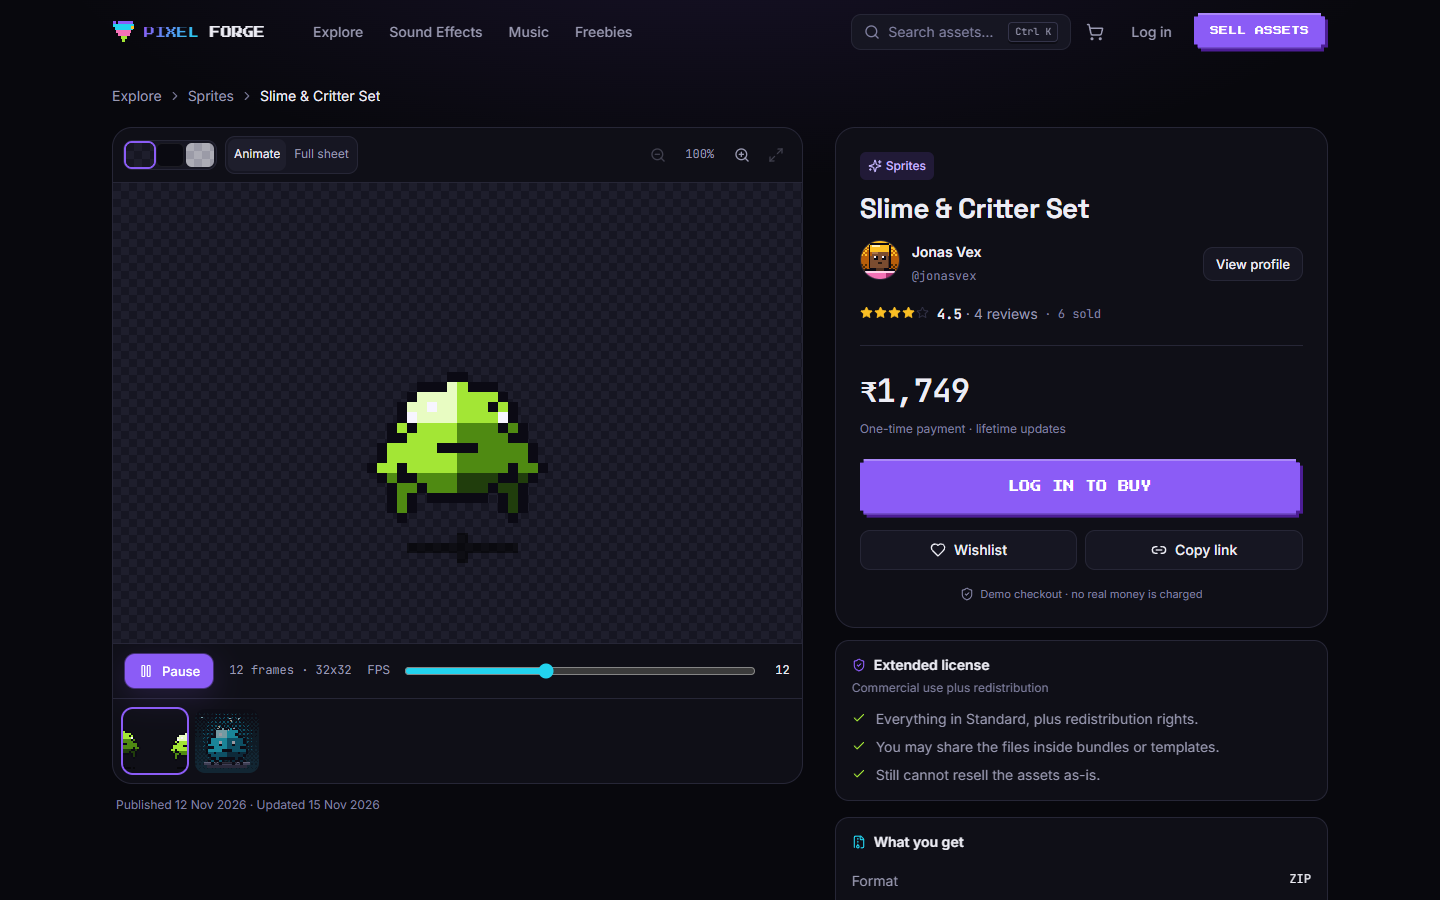 PIXEL FORGE
Explore
Sound Effects
Music
Freebies
Search assets...
Ctrl K
Log in
SELL ASSETS
Explore > Sprites > Slime & Critter Set
Animate
Full sheet
100%
Sprites
Slime & Critter Set
Jonas Vex
@jonasvex
View profile
4.5 · 4 reviews · 6 sold
₹1,749
One-time payment · lifetime updates
LOG IN TO BUY
Wishlist
Copy link
Demo checkout · no real money is charged
Pause
12 frames · 32x32
FPS
12
Published 12 Nov 2026 · Updated 15 Nov 2026
Extended license
Commercial use plus redistribution
Everything in Standard, plus redistribution rights.
You may share the files inside bundles or templates.
Still cannot resell the assets as-is.
What you get
Format
ZIP